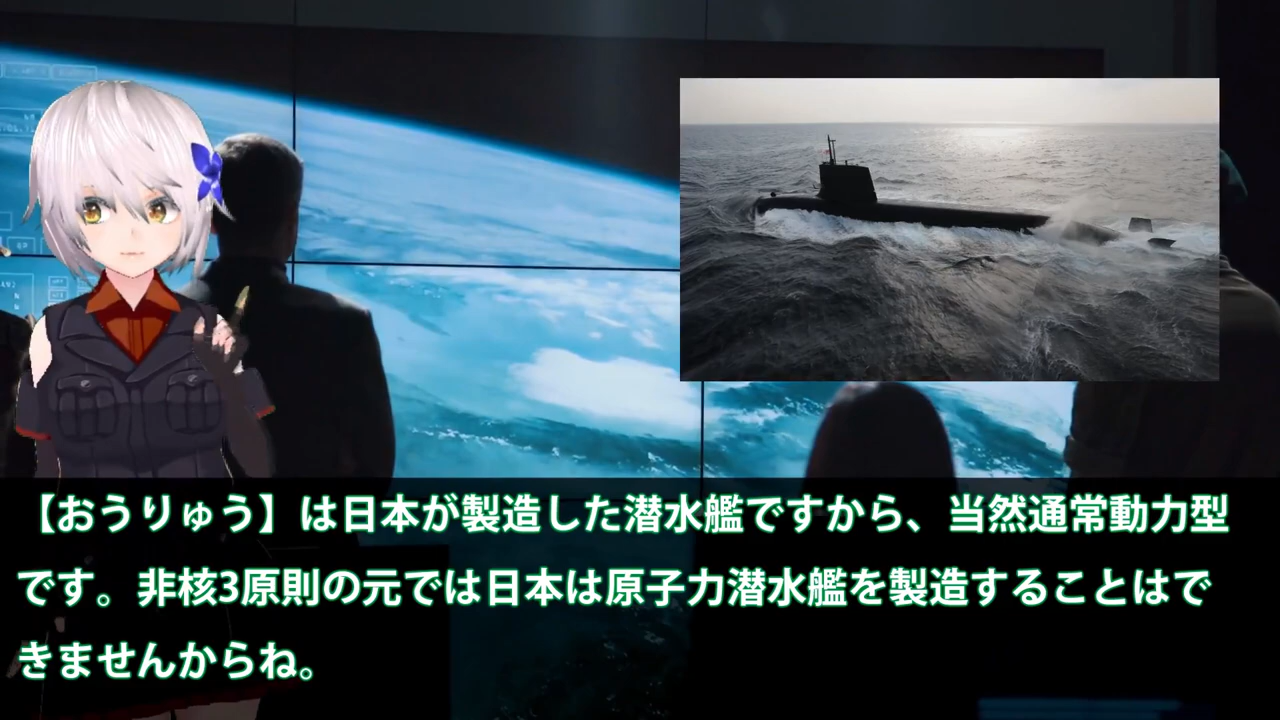 【おうりゅう】は日本が製造した潜水艦ですから、当然通常動力型
です。非核3原則の元では日本は原子力潜水艦を製造することはで
きませんからね。